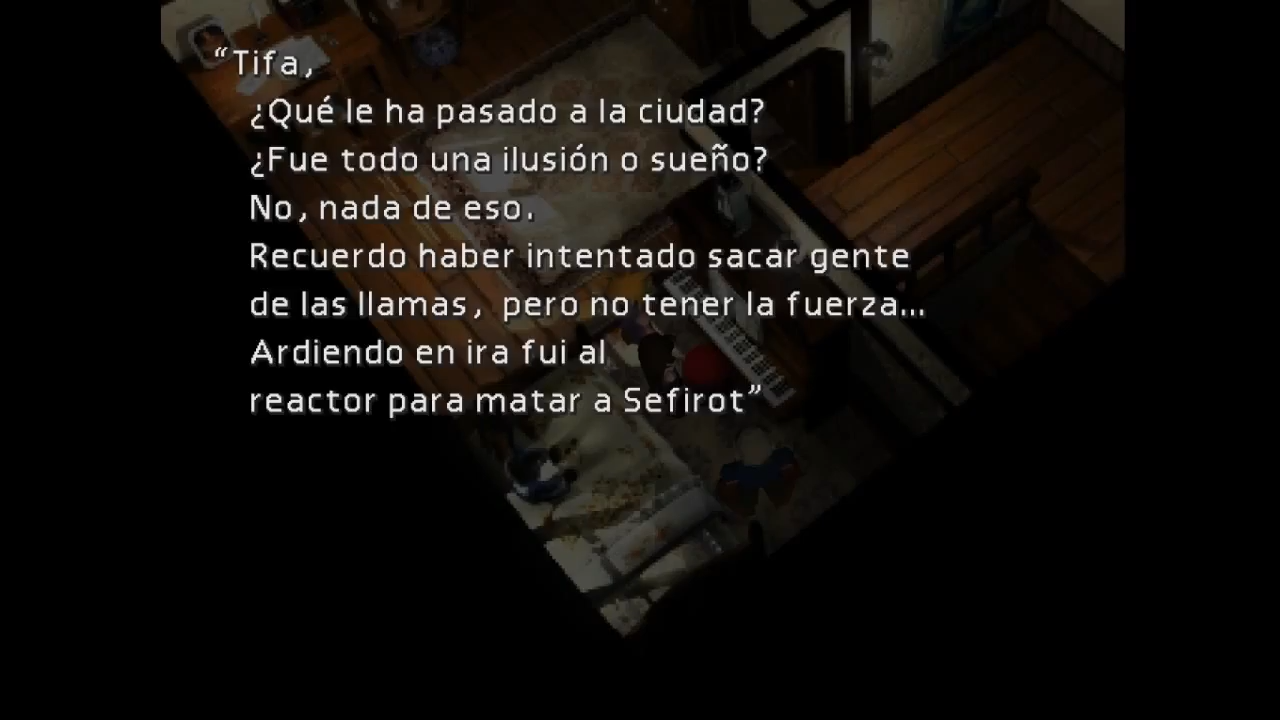 “Tifa,
¿Qué le ha pasado a la ciudad?
¿Fue todo una ilusión o sueño?
No, nada de eso.
Recuerdo haber intentado sacar gente
de las llamas, pero no tener la fuerza...
Ardiendo en ira fui al
reactor para matar a Sefirot”